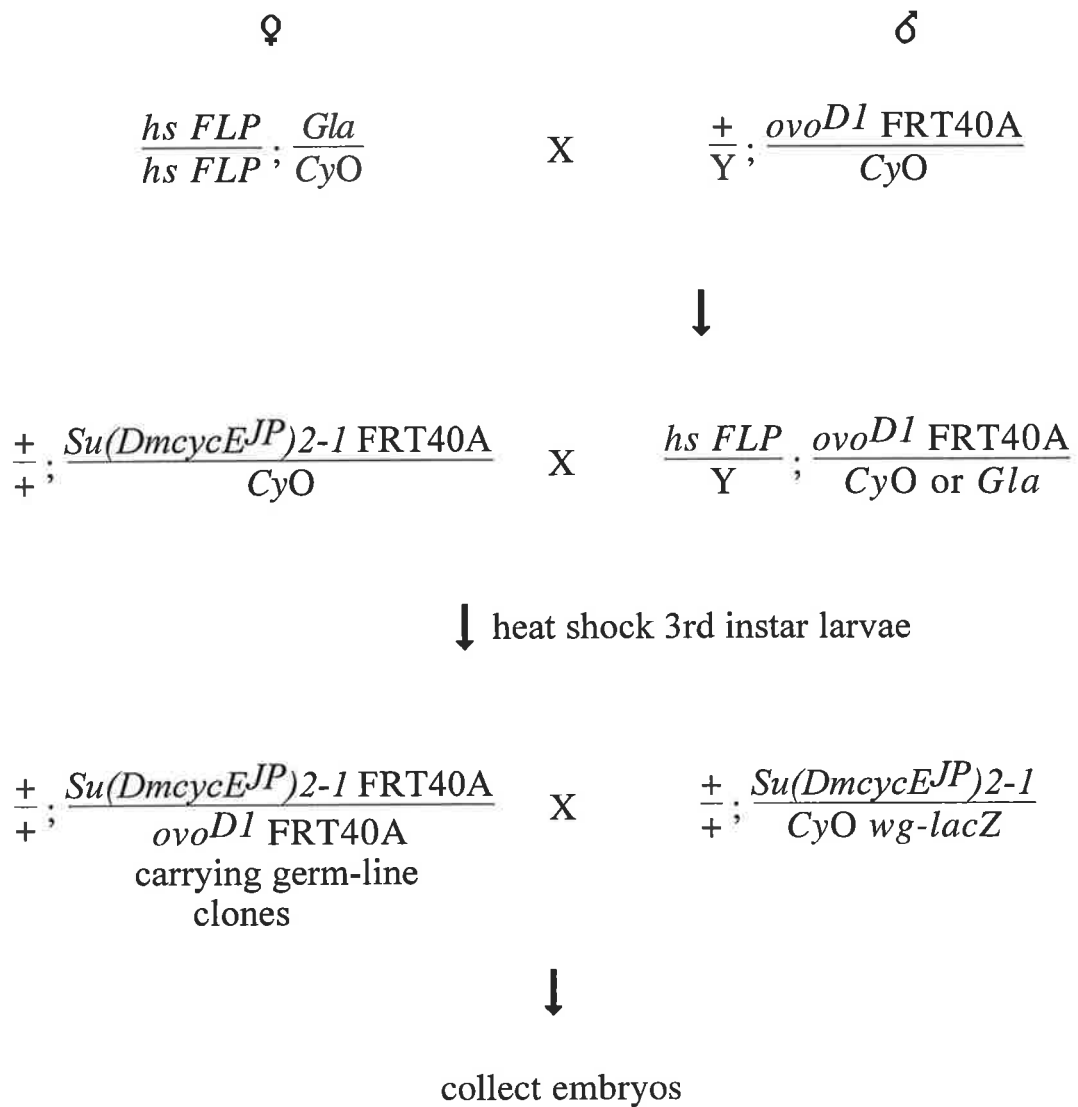 ♀ ♂
hs FLP / hs FLP ; Gla / CyO X + / Y ; ovoD1 FRT40A / CyO
↓
+ / + ; Su(DmcycEJP)2-1 FRT40A / CyO X hs FLP / Y ; ovoD1 FRT40A / CyO or Gla
↓ heat shock 3rd instar larvae
+ / + ; Su(DmcycEJP)2-1 FRT40A / ovoD1 FRT40A X + / + ; Su(DmcycEJP)2-1 / CyO wg-lacZ
carrying germ-line
clones
↓
collect embryos